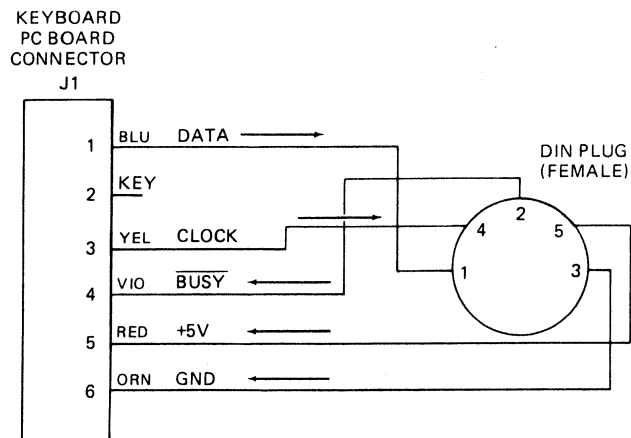 KEYBOARD
PC BOARD
CONNECTOR
J1
1 BLU DATA
2 KEY
3 YEL CLOCK
4 VIO BUSY
5 RED +5V
6 ORN GND
DIN PLUG
(FEMALE)
2
4 5
1 3